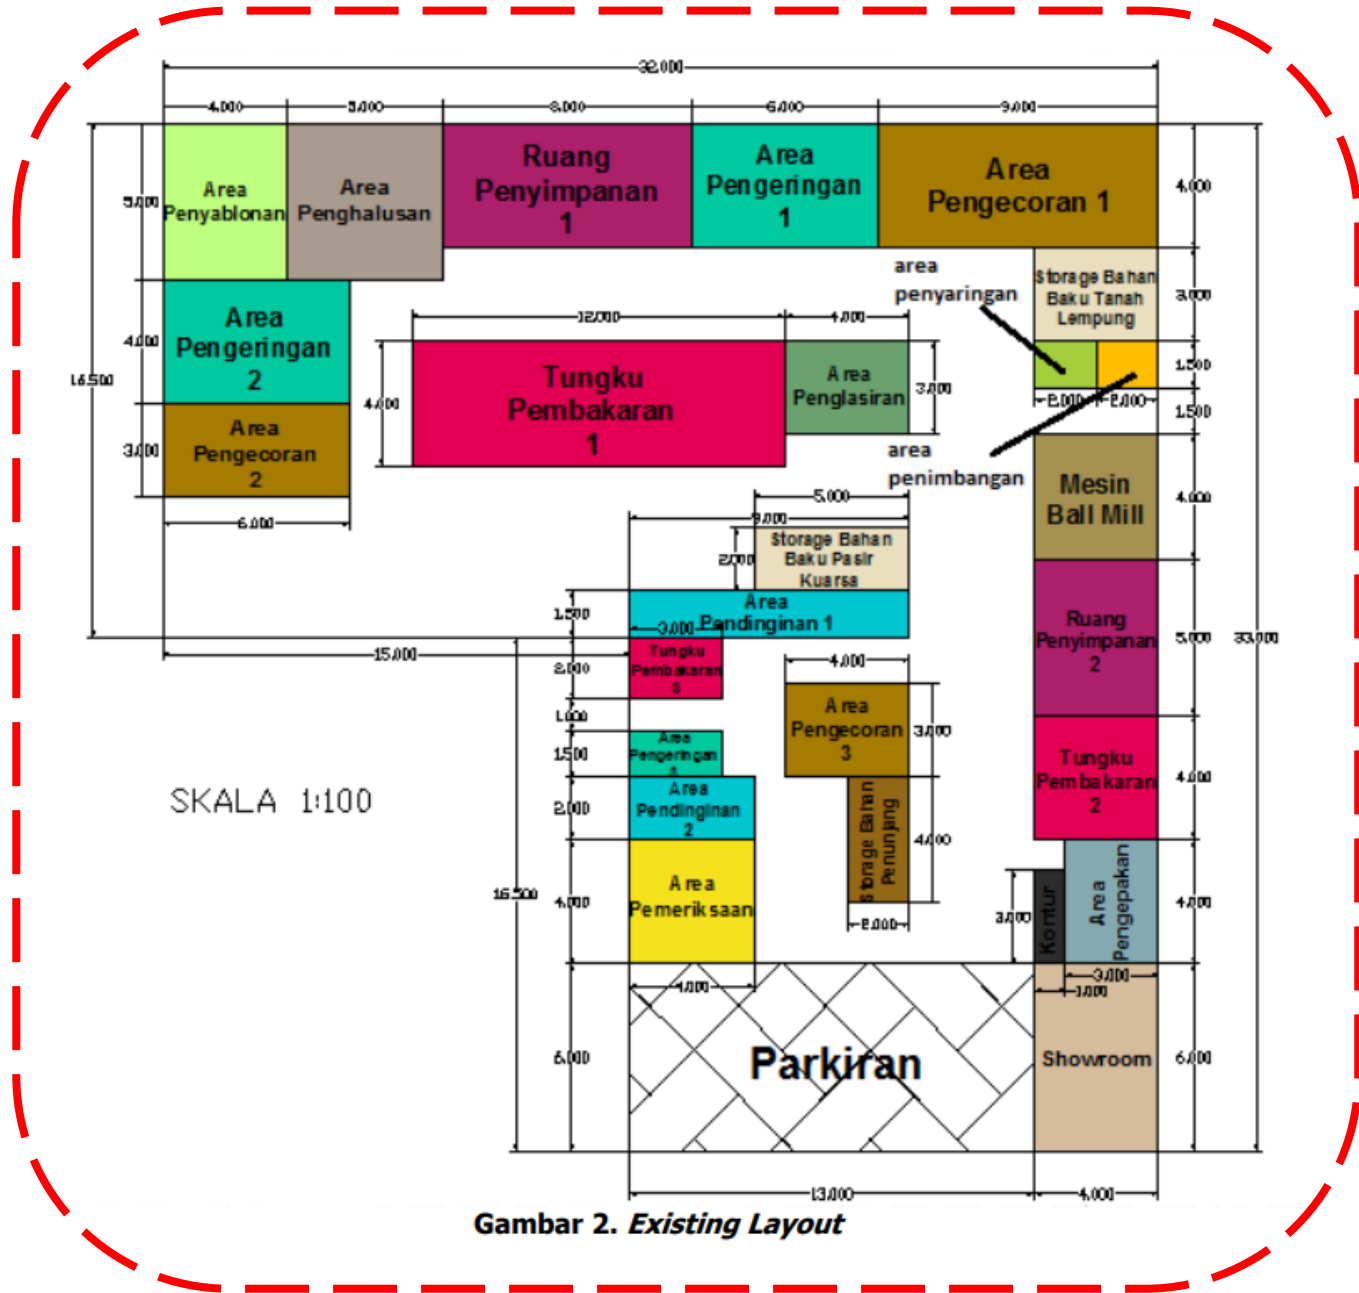 32.000
4.000 5.000 8.000 6.000 9.000
Area
Penyablonan
Area
Penghalusan
Ruang
Penyimpanan
1
Area
Pengeringan
1
Area
Pengecoran 1
5.000
4.000
area
penyaringan
Storage Bahan
Baku Tanah
Lempung
3.000
Area
Pengeringan
2
4.000
12.000
4.000
1.500
2.000
2.000
1.500
16.500
Tungku
Pembakaran
1
4.000
Area
Penglasiran
3.000
Area
Pengecoran
2
3.000
6.000
area
penimbangan
Mesin
Ball Mill
4.000
5.000
9.000
Storage Bahan
Baku Pasir
Kuarsa
2.000
Area
Pendinginan 1
1.500
3.000
15.000
Tungku
Pembakaran
3
2.000
4.000
Ruang
Penyimpanan
2
5.000
33.000
1.000
Area
Pengecoran
3
3.000
Area
Pengeringan
1.500
Area
Pendinginan
2
2.000
Tungku
Pembakaran
2
4.000
SKALA 1:100
Storage Bahan
Penunjang
4.000
2.000
16.500
Area
Pemeriksaan
4.000
4.000
Kontur
3.000
Area
Pengepakan
4.000
3.000
1.000
Parkiran
6.000
Showroom
6.000
13.000
4.000
Gambar 2. Existing Layout